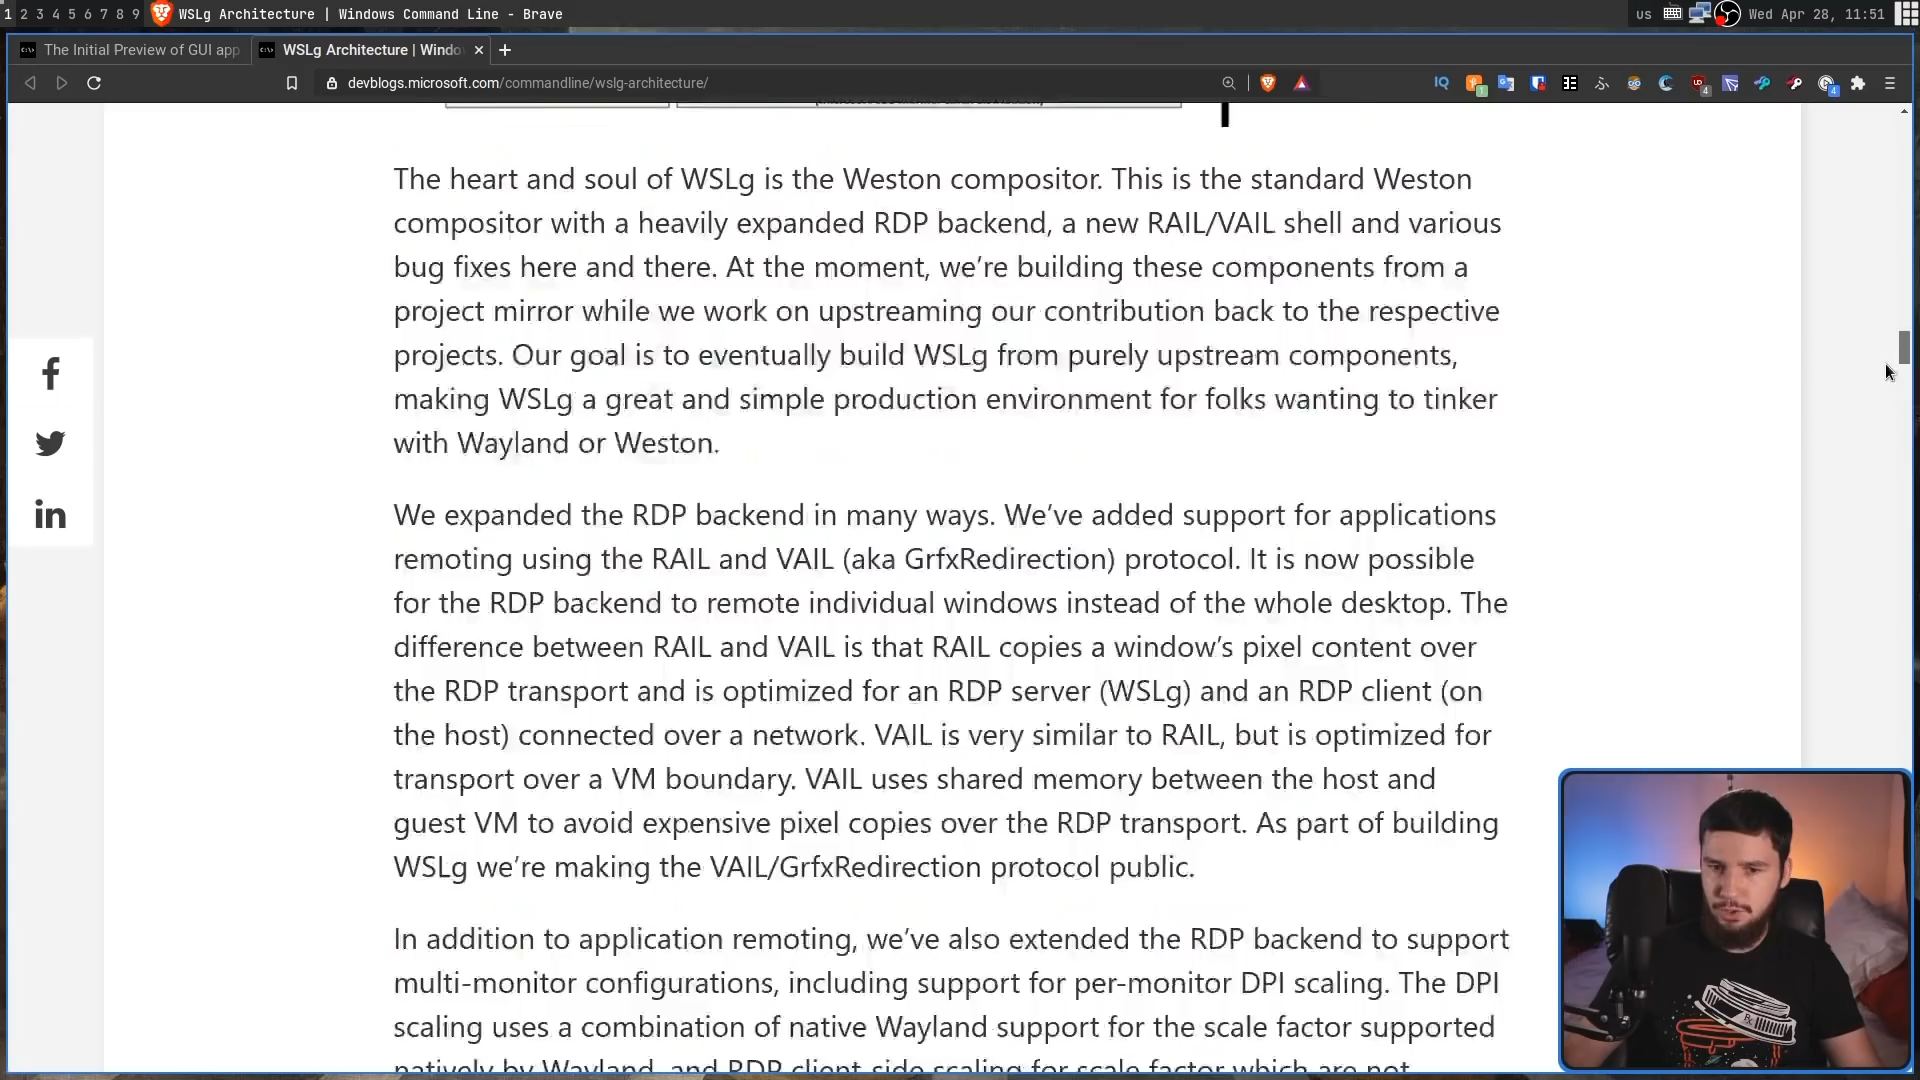 1 2 3 4 5 6 7 8 9 WSLg Architecture | Windows Command Line - Brave
us Wed Apr 28, 11:51
The Initial Preview of GUI app
WSLg Architecture | Windo
devblogs.microsoft.com/commandline/wslg-architecture/
The heart and soul of WSLg is the Weston compositor. This is the standard Weston
compositor with a heavily expanded RDP backend, a new RAIL/VAIL shell and various
bug fixes here and there. At the moment, we’re building these components from a
project mirror while we work on upstreaming our contribution back to the respective
projects. Our goal is to eventually build WSLg from purely upstream components,
making WSLg a great and simple production environment for folks wanting to tinker
with Wayland or Weston.
We expanded the RDP backend in many ways. We’ve added support for applications
remoting using the RAIL and VAIL (aka GrfxRedirection) protocol. It is now possible
for the RDP backend to remote individual windows instead of the whole desktop. The
difference between RAIL and VAIL is that RAIL copies a window’s pixel content over
the RDP transport and is optimized for an RDP server (WSLg) and an RDP client (on
the host) connected over a network. VAIL is very similar to RAIL, but is optimized for
transport over a VM boundary. VAIL uses shared memory between the host and
guest VM to avoid expensive pixel copies over the RDP transport. As part of building
WSLg we’re making the VAIL/GrfxRedirection protocol public.
In addition to application remoting, we’ve also extended the RDP backend to support
multi-monitor configurations, including support for per-monitor DPI scaling. The DPI
scaling uses a combination of native Wayland support for the scale factor supported
natively by Wayland, and RDP client-side scaling for scale factor which are not